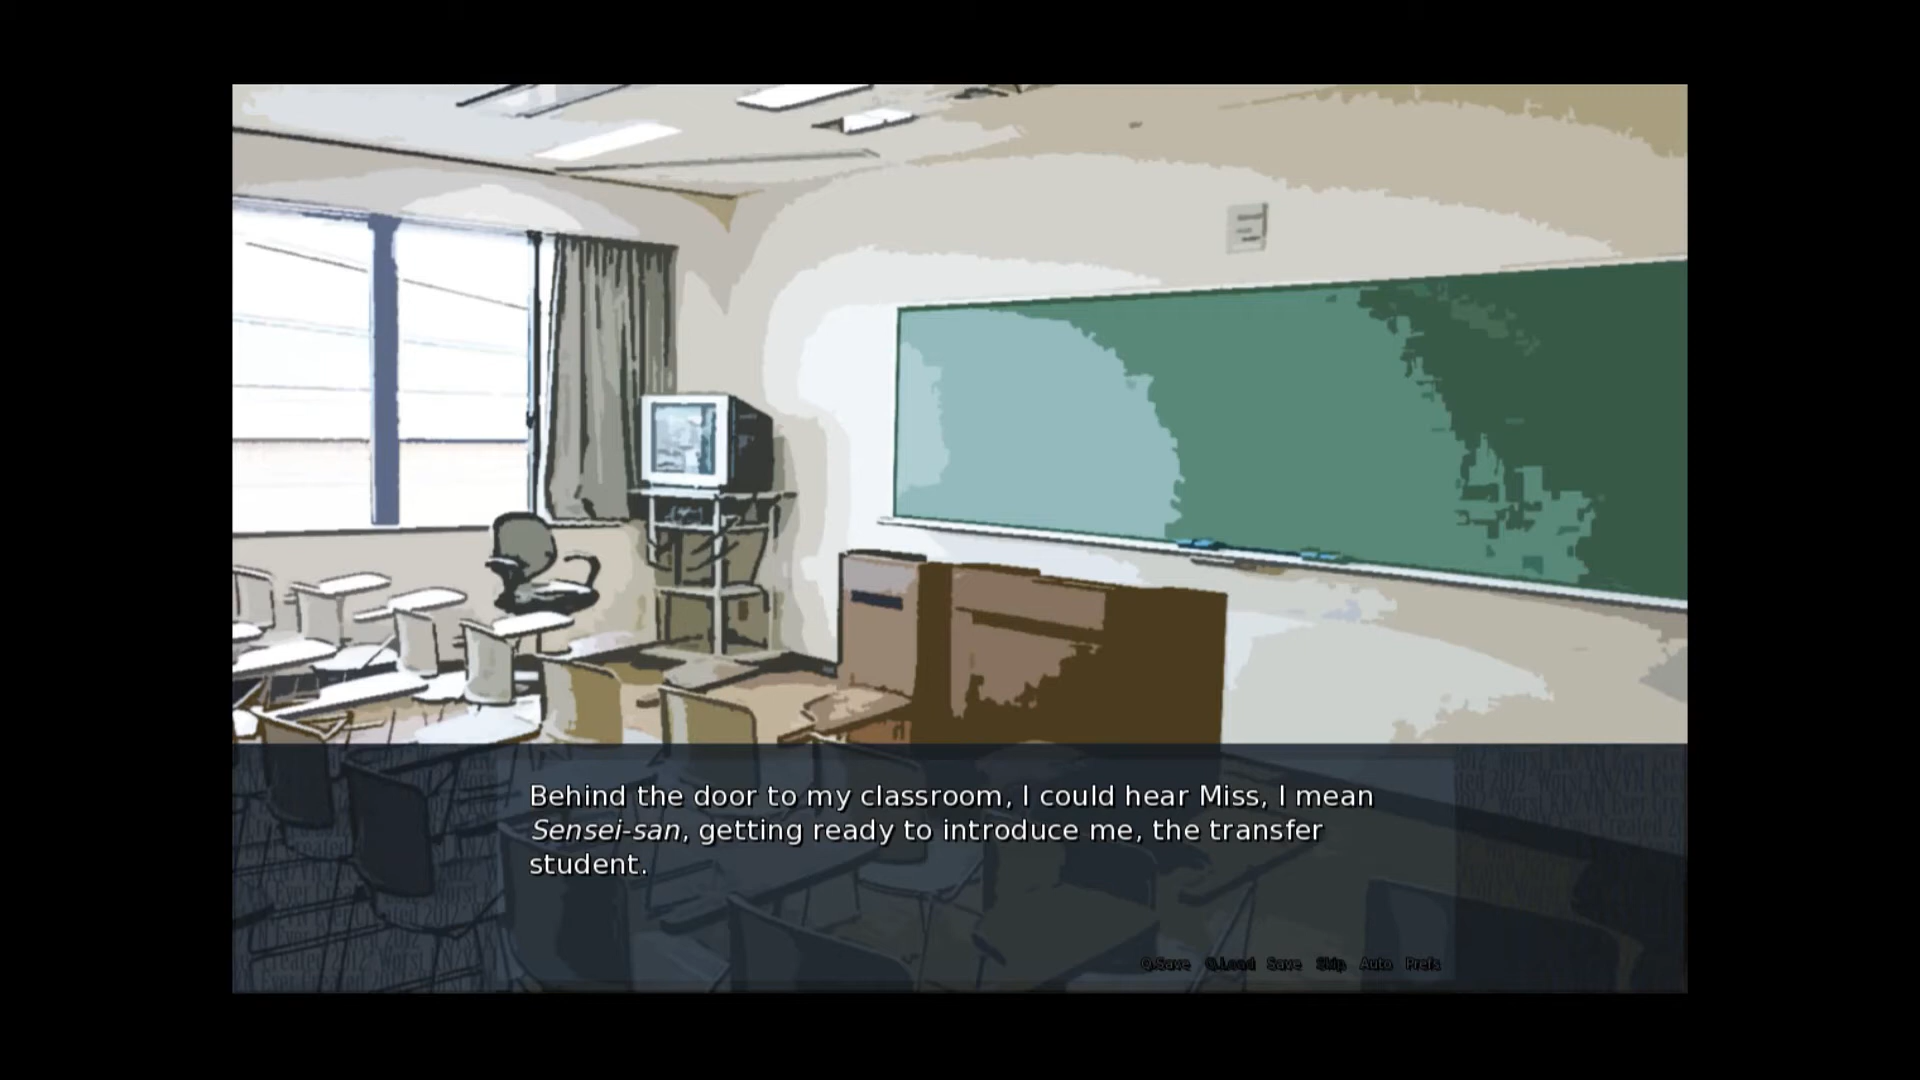 Behind the door to my classroom, I could hear Miss, I mean
Sensei-san, getting ready to introduce me, the transfer
student.
Q.Save Q.Load Save Skip Auto Prefs